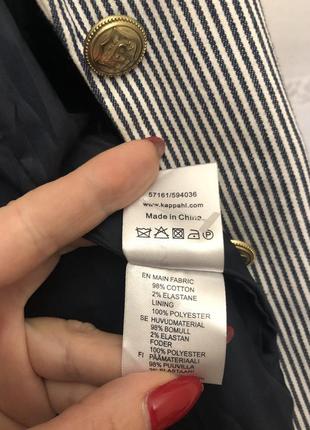 57161/594036
www.kappahl.com
Made in China
EN MAIN FABRIC
98% COTTON
2% ELASTANE
LINING
100% POLYESTER
SE HUVUDMATERIAL
98% BOMULL
2% ELASTAN
FODER
100% POLYESTER
FI PÄÄMATERIAALI
98% PUUVILLA